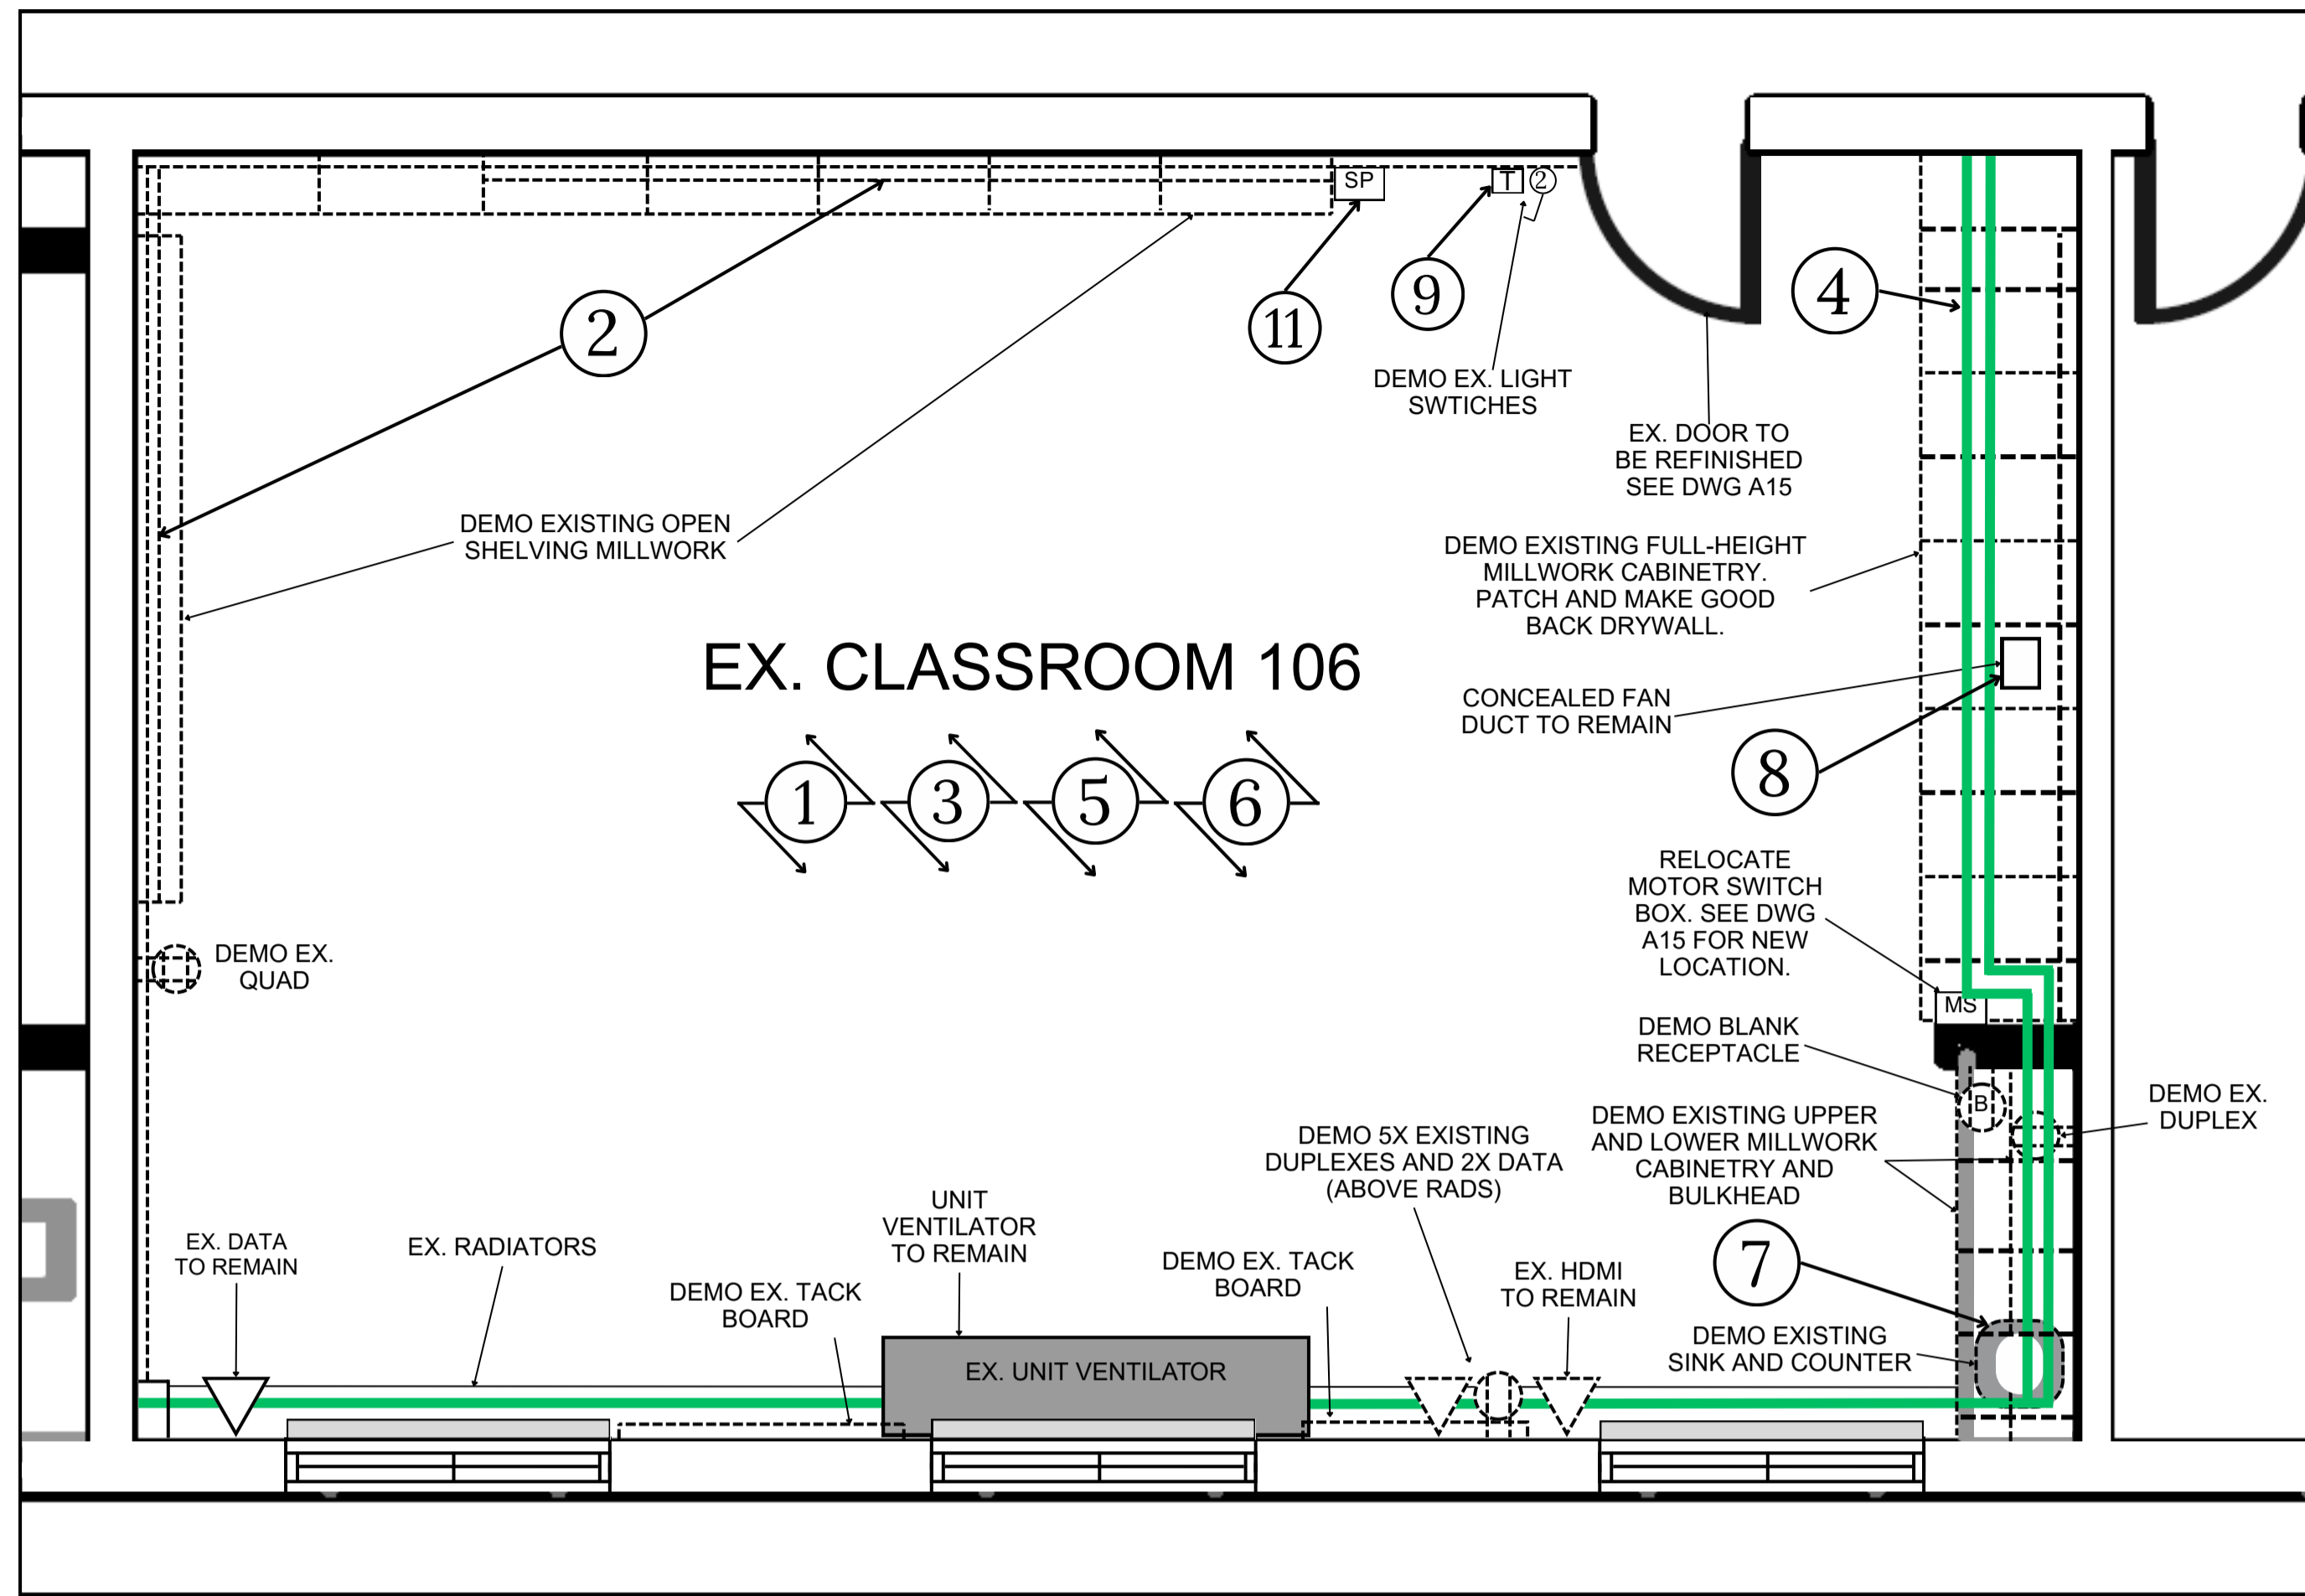 SP
T
2
2
11
9
4
DEMO EX. LIGHT
SWTICHES
EX. DOOR TO
BE REFINISHED
SEE DWG A15
DEMO EXISTING OPEN
SHELVING MILLWORK
DEMO EXISTING FULL-HEIGHT
MILLWORK CABINETRY.
PATCH AND MAKE GOOD
BACK DRYWALL.
EX. CLASSROOM 106
CONCEALED FAN
DUCT TO REMAIN
1
3
5
6
8
RELOCATE
MOTOR SWITCH
BOX. SEE DWG
A15 FOR NEW
LOCATION.
DEMO EX.
QUAD
MS
DEMO BLANK
RECEPTACLE
B
DEMO EX.
DUPLEX
DEMO EXISTING UPPER
AND LOWER MILLWORK
CABINETRY AND
BULKHEAD
DEMO 5X EXISTING
DUPLEXES AND 2X DATA
(ABOVE RADS)
UNIT
VENTILATOR
TO REMAIN
EX. DATA
TO REMAIN
EX. RADIATORS
DEMO EX. TACK
BOARD
DEMO EX. TACK
BOARD
EX. HDMI
TO REMAIN
7
DEMO EXISTING
SINK AND COUNTER
EX. UNIT VENTILATOR